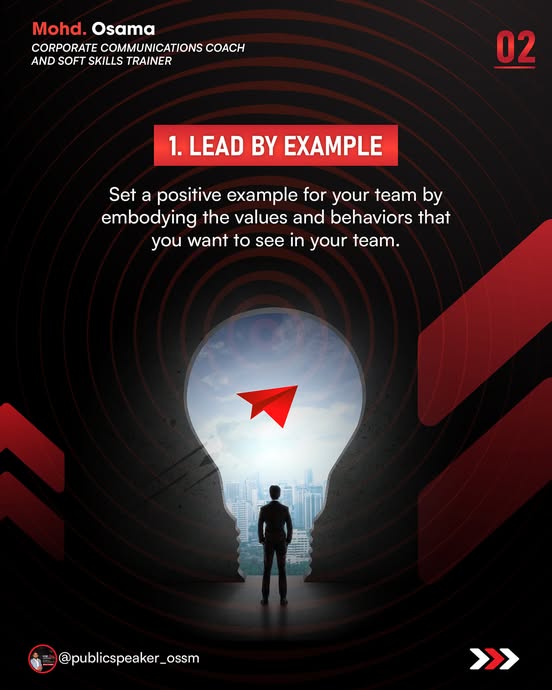 Mohd. Osama
CORPORATE COMMUNICATIONS COACH
AND SOFT SKILLS TRAINER
02
1. LEAD BY EXAMPLE
Set a positive example for your team by
embodying the values and behaviors that
you want to see in your team.
@publicspeaker_ossm